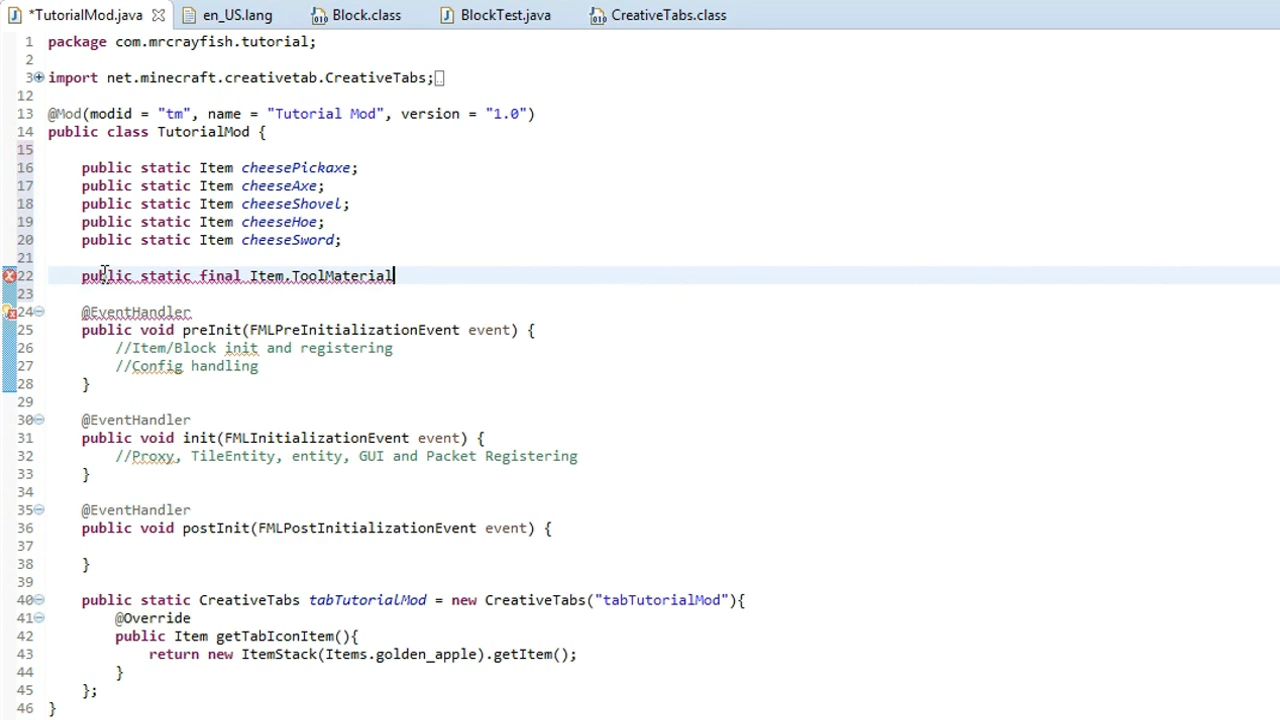 *TutorialMod.java en_US.lang Block.class BlockTest.java CreativeTabs.class
1 package com.mrcrayfish.tutorial;
2
3 import net.minecraft.creativetab.CreativeTabs;
12
13 @Mod(modid = "tm", name = "Tutorial Mod", version = "1.0")
14 public class TutorialMod {
15
16 public static Item cheesePickaxe;
17 public static Item cheeseAxe;
18 public static Item cheeseShovel;
19 public static Item cheeseHoe;
20 public static Item cheeseSword;
21
22 public static final Item.ToolMaterial
23
24 @EventHandler
25 public void preInit(FMLPreInitializationEvent event) {
26 //Item/Block init and registering
27 //Config handling
28 }
29
30 @EventHandler
31 public void init(FMLInitializationEvent event) {
32 //Proxy, TileEntity, entity, GUI and Packet Registering
33 }
34
35 @EventHandler
36 public void postInit(FMLPostInitializationEvent event) {
37
38 }
39
40 public static CreativeTabs tabTutorialMod = new CreativeTabs("tabTutorialMod"){
41 @Override
42 public Item getTabIconItem(){
43 return new ItemStack(Items.golden_apple).getItem();
44 }
45 };
46 }